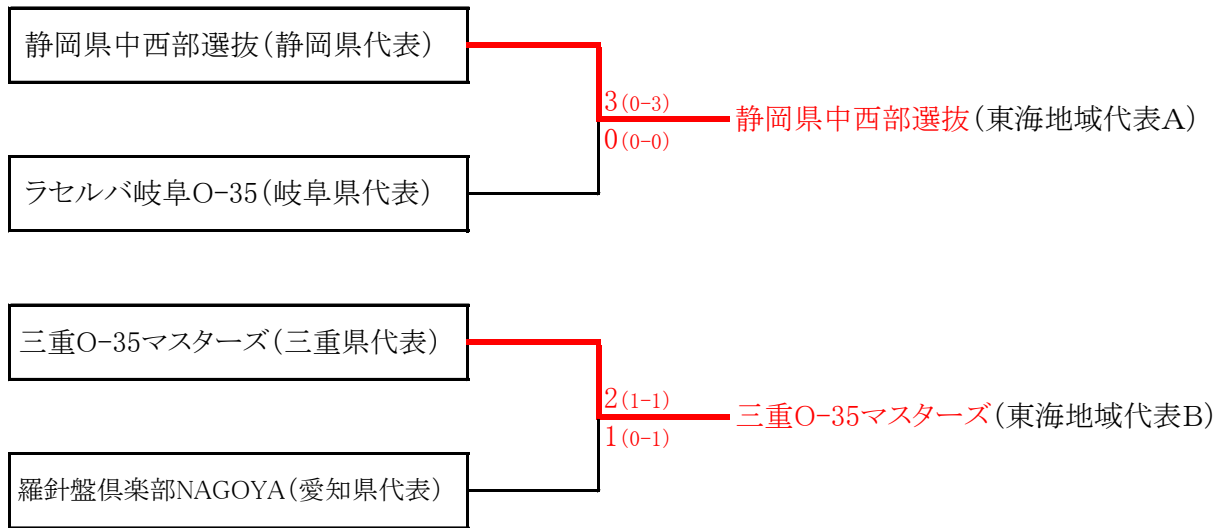 静岡県中西部選抜(静岡県代表)
3(0-3)
静岡県中西部選抜(東海地域代表A)
0(0-0)
ラセルバ岐阜O-35(岐阜県代表)
三重O-35マスターズ(三重県代表)
2(1-1)
三重O-35マスターズ(東海地域代表B)
1(0-1)
羅針盤倶楽部NAGOYA(愛知県代表)